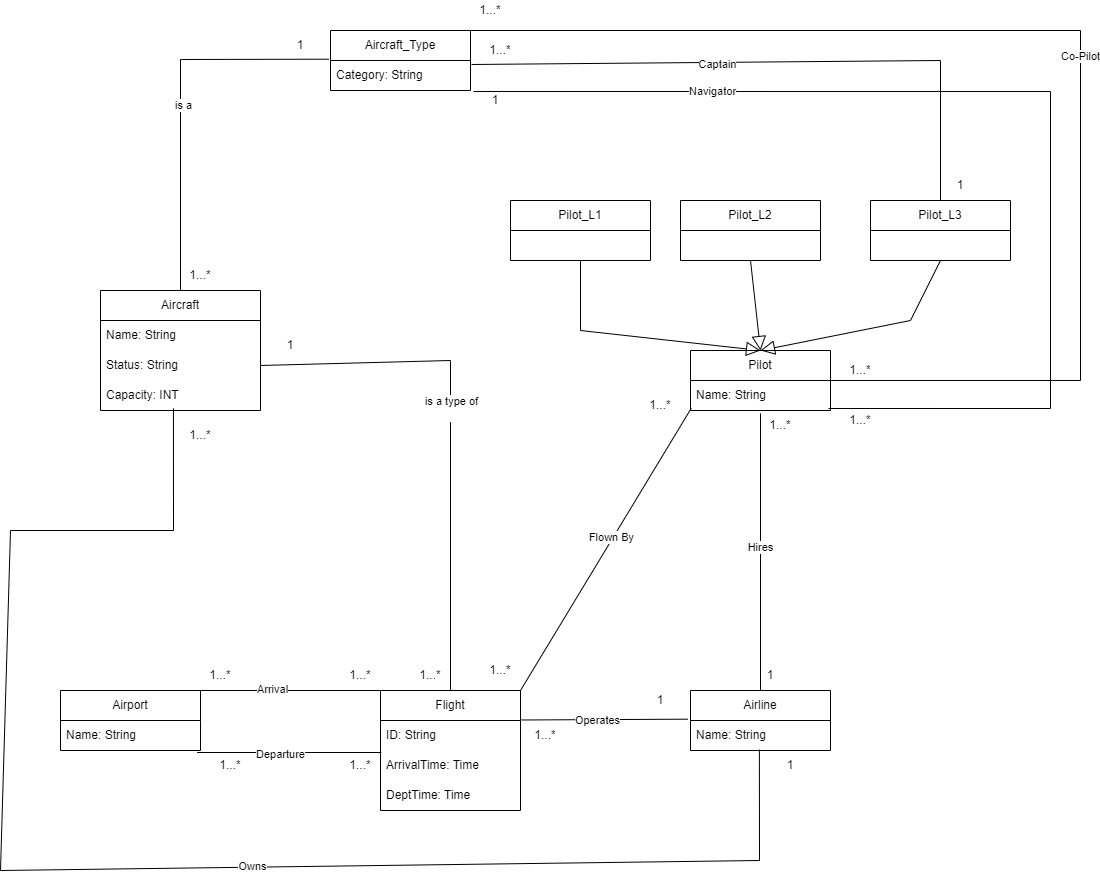 1...*
1
Aircraft_Type
1...*
Co-Pilot
Captain
Category: String
Navigator
1
is a
1
Pilot_L1
Pilot_L2
Pilot_L3
1...*
Aircraft
Name: String
1
Status: String
Pilot
1...*
Capacity: INT
is a type of
Name: String
1...*
1...*
1...*
1...*
Flown By
Hires
1...*
1...*
1...*
1...*
1
Arrival
1
Airport
Flight
Airline
Operates
Name: String
ID: String
1...*
Name: String
Departure
1...*
1...*
ArrivalTime: Time
1
DeptTime: Time
Owns